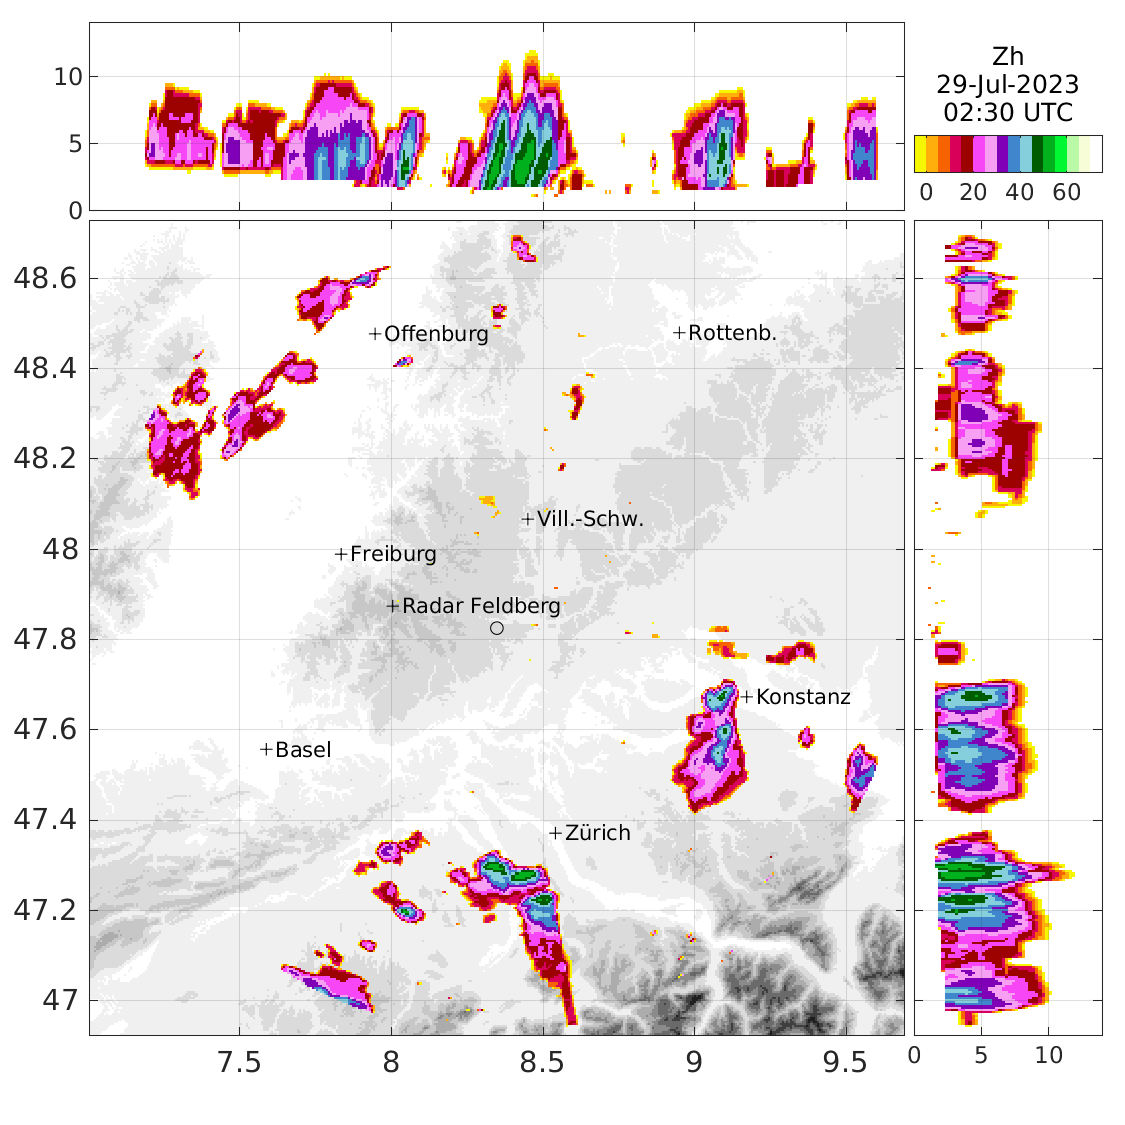 10
5
0
Zh
29-Jul-2023
02:30 UTC
0 20 40 60
48.6
48.4
48.2
48
47.8
47.6
47.4
47.2
47
+Offenburg
+Rottenb.
+Vill.-Schw.
+Freiburg
+Radar Feldberg
+Konstanz
+Basel
+Zürich
7.5 8 8.5 9 9.5
0 5 10